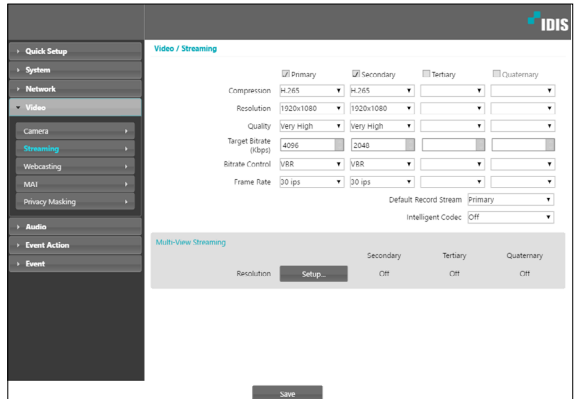 IDIS
Quick Setup
System
Network
Video
Camera
Streaming
Webcasting
MAT
Privacy Masking
Audio
Event Action
Event
Video / Streaming
Primary Secondary Tertiary Quaternary
Compression H.265 H.265
Resolution 1920x1080 1920x1080
Quality Very High Very High
Target Bitrate
(Kbps) 4096 2048
Bitrate Control VBR VBR
Frame Rate 30 ips 30 ips
Default Record Stream Primary
Intelligent Codec Off
Multi-View Streaming
Secondary Tertiary Quaternary
Resolution Setup... Off Off Off
Save